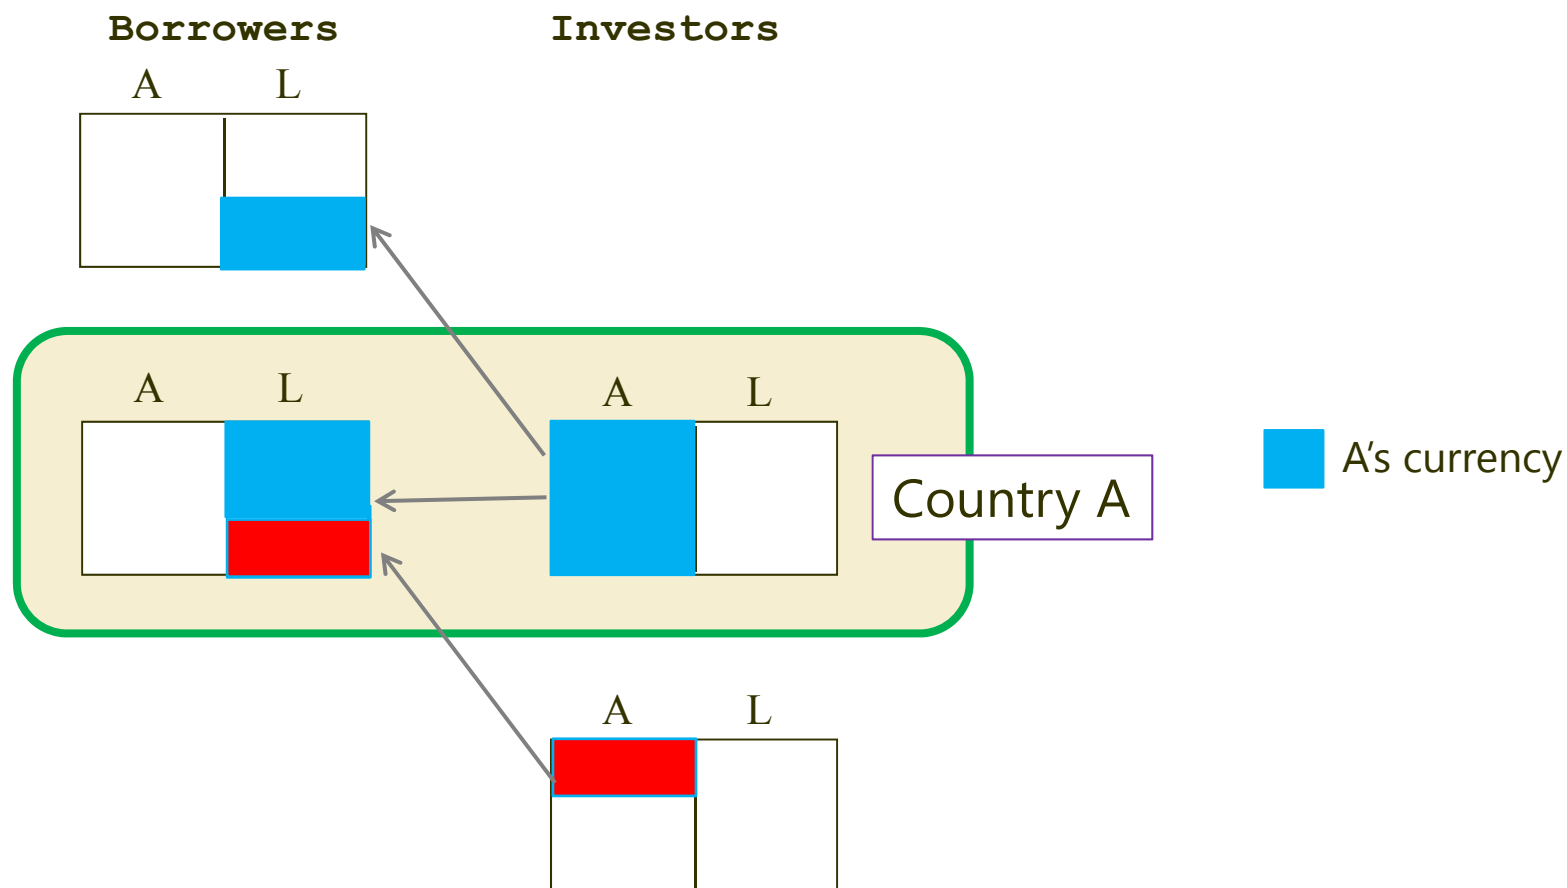 Borrowers Investors
A L
A L A L
Country A
A's currency
A L